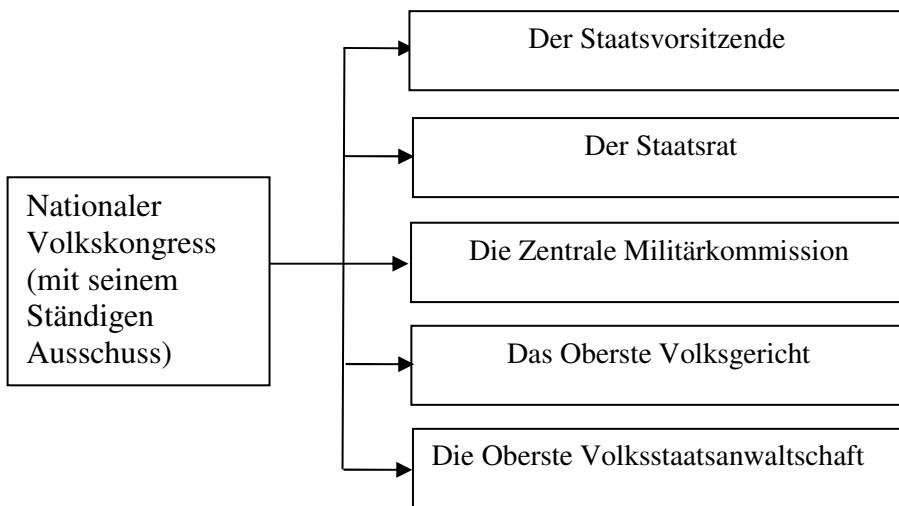 Der Staatsvorsitzende
Der Staatsrat
Nationaler
Volkskongress
(mit seinem
Ständigen
Ausschuss)
Die Zentrale Militärkommission
Das Oberste Volksgericht
Die Oberste Volksstaatsanwaltschaft